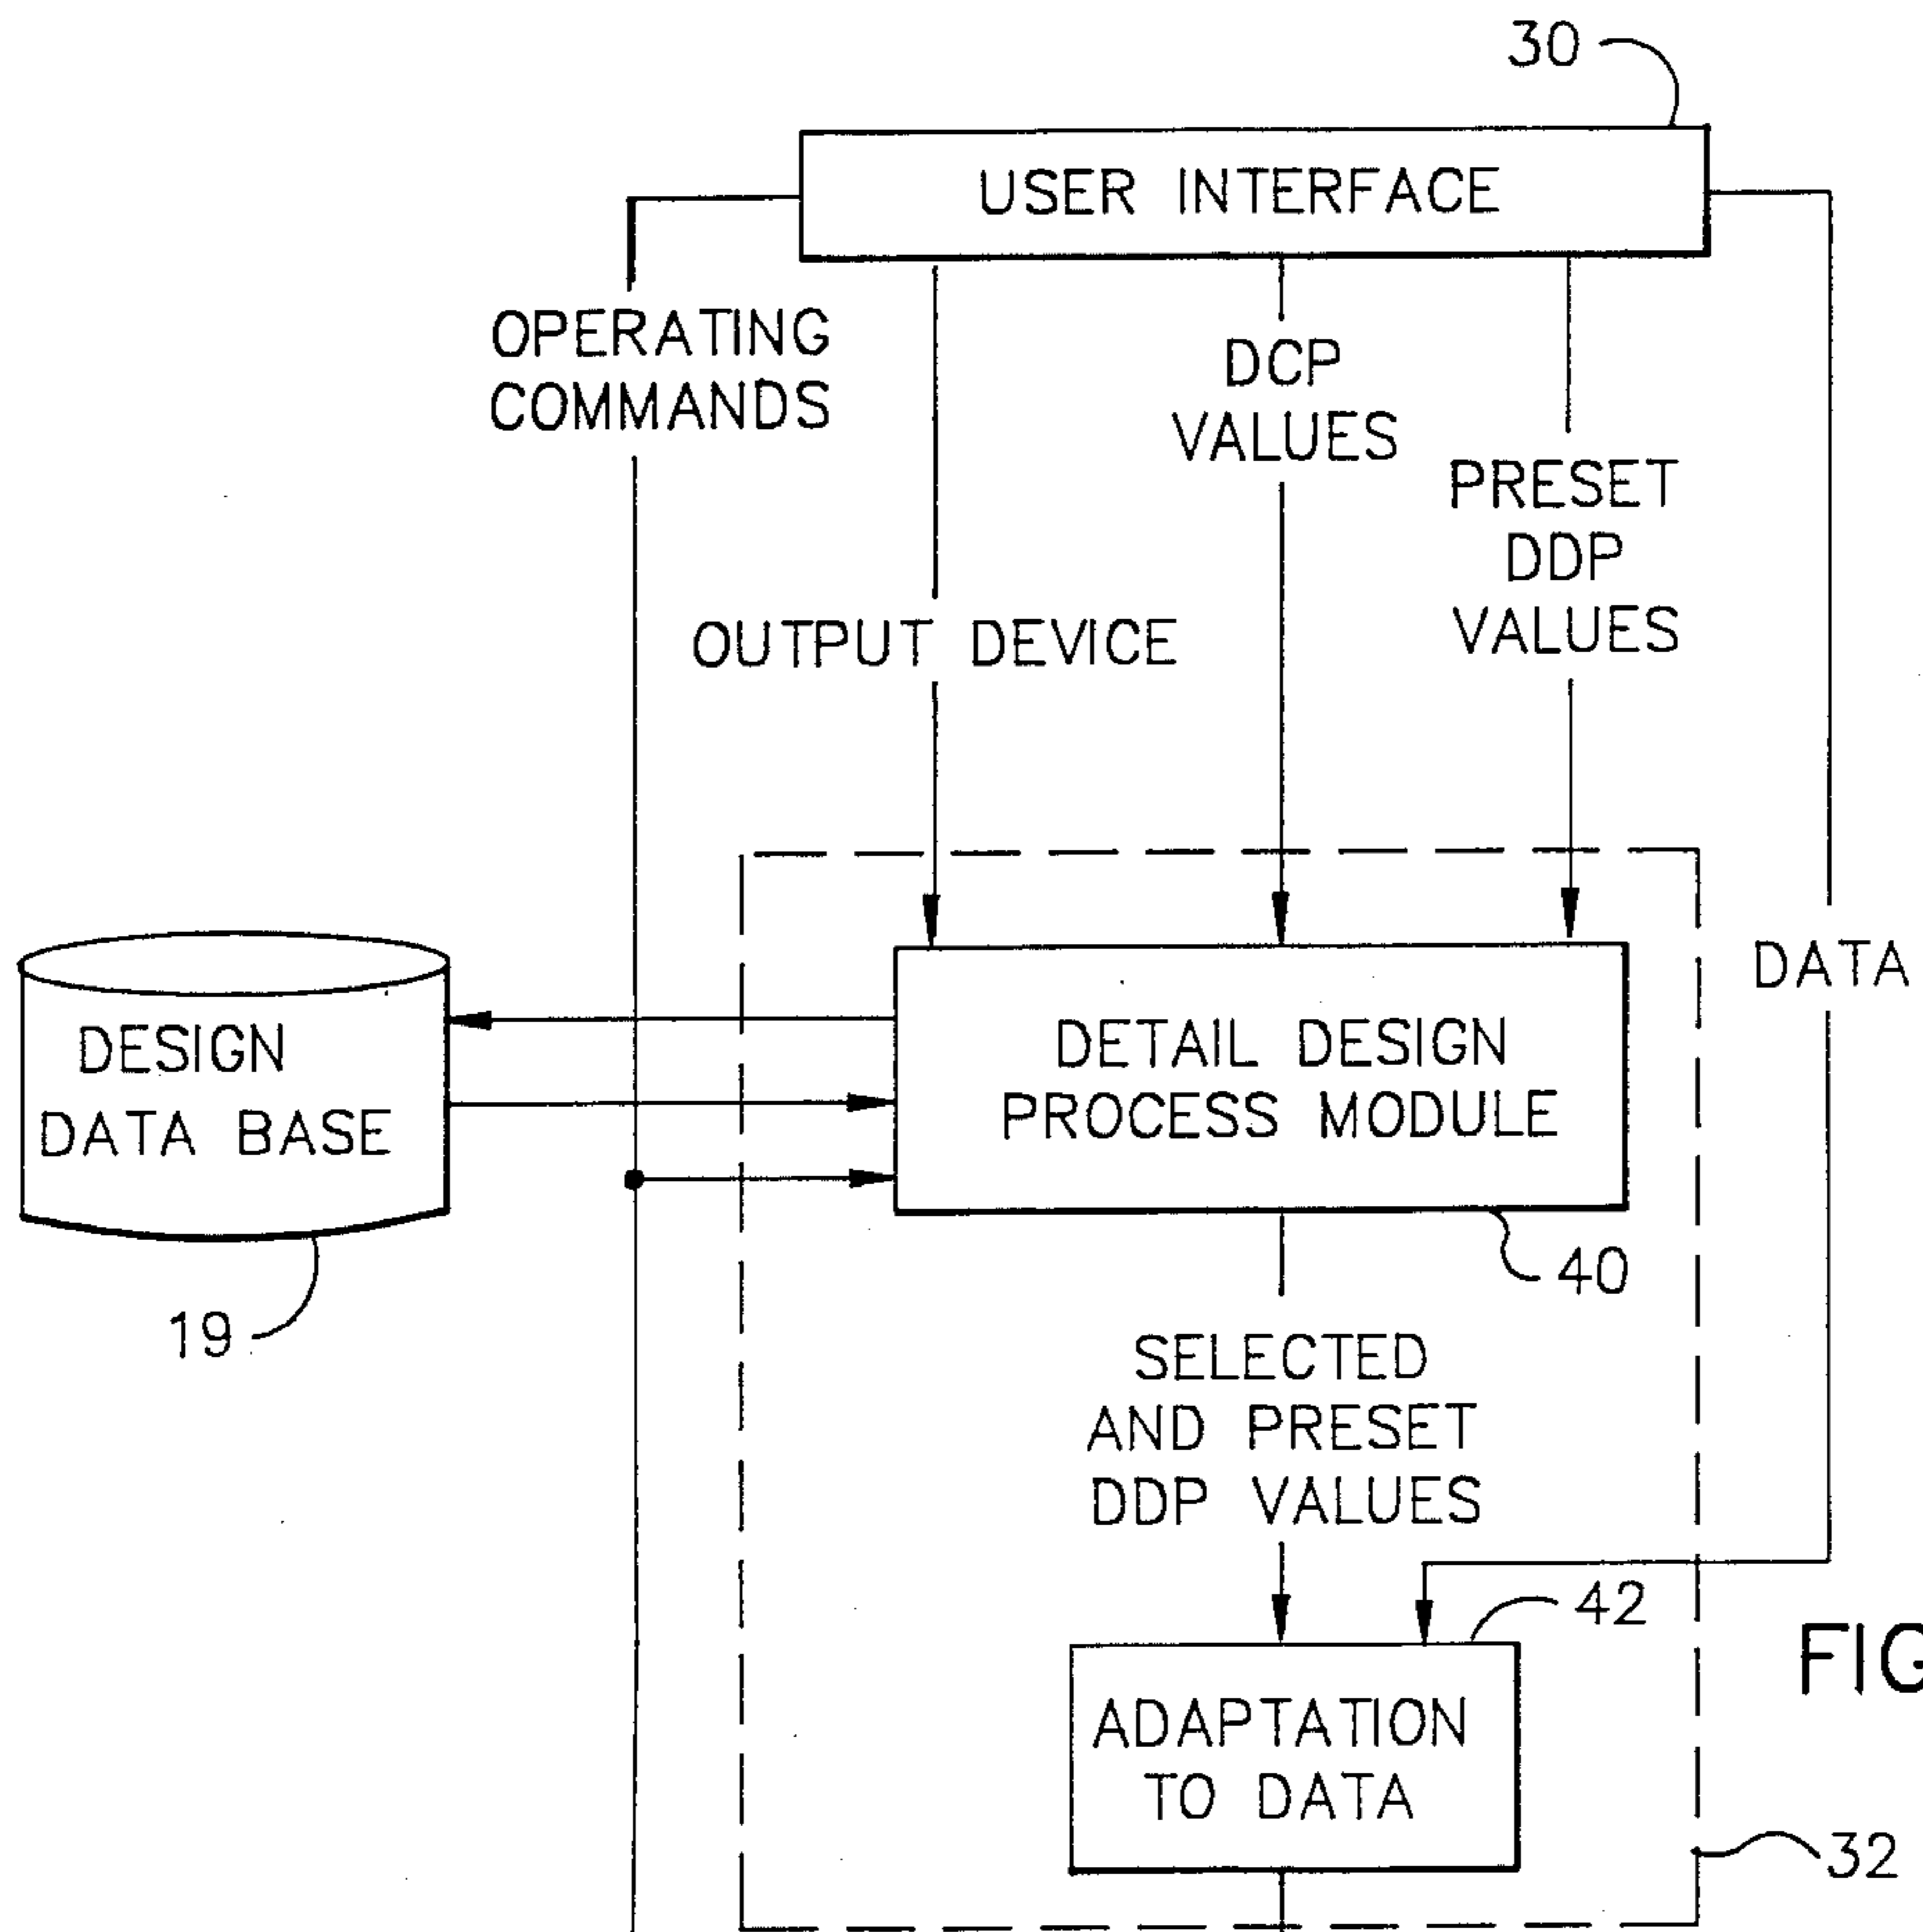 30
USER INTERFACE
OPERATING
COMMANDS
DCP
VALUES
PRESET
DDP
VALUES
OUTPUT DEVICE
DATA
DESIGN
DATA BASE
DETAIL DESIGN
PROCESS MODULE
19
40
SELECTED
AND PRESET
DDP VALUES
42
FIG
ADAPTATION
TO DATA
32